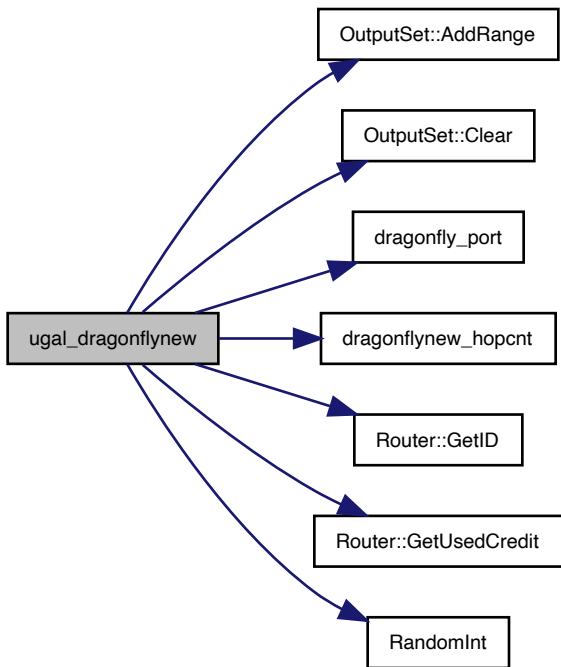 OutputSet::AddRange
OutputSet::Clear
dragonfly_port
ugal_dragonflynew
dragonflynew_hopcnt
Router::GetID
Router::GetUsedCredit
RandomInt